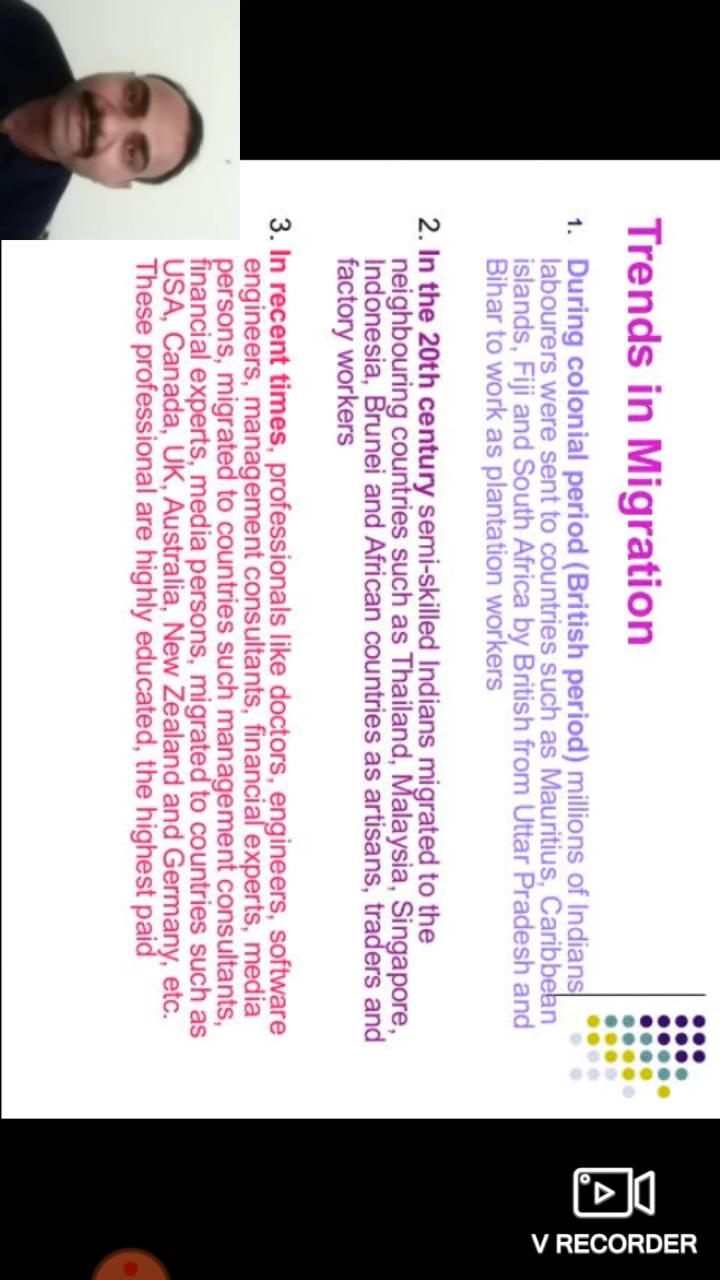 Trends in Migration
1. During colonial period (British period) millions of Indians
labourers were sent to countries such as Mauritius, Caribbean
islands, Fiji and South Africa by British from Uttar Pradesh and
Bihar to work as plantation workers
2. In the 20th century semi-skilled Indians migrated to the
neighbouring countries such as Thailand, Malaysia, Singapore,
Indonesia, Brunei and African countries as artisans, traders and
factory workers
3. In recent times, professionals like doctors, engineers, software
engineers, management consultants, financial experts, media
persons, migrated to countries such management consultants,
financial experts, media persons, migrated to countries such as
USA, Canada, UK, Australia, New Zealand and Germany, etc.
These professional are highly educated, the highest paid
V RECORDER